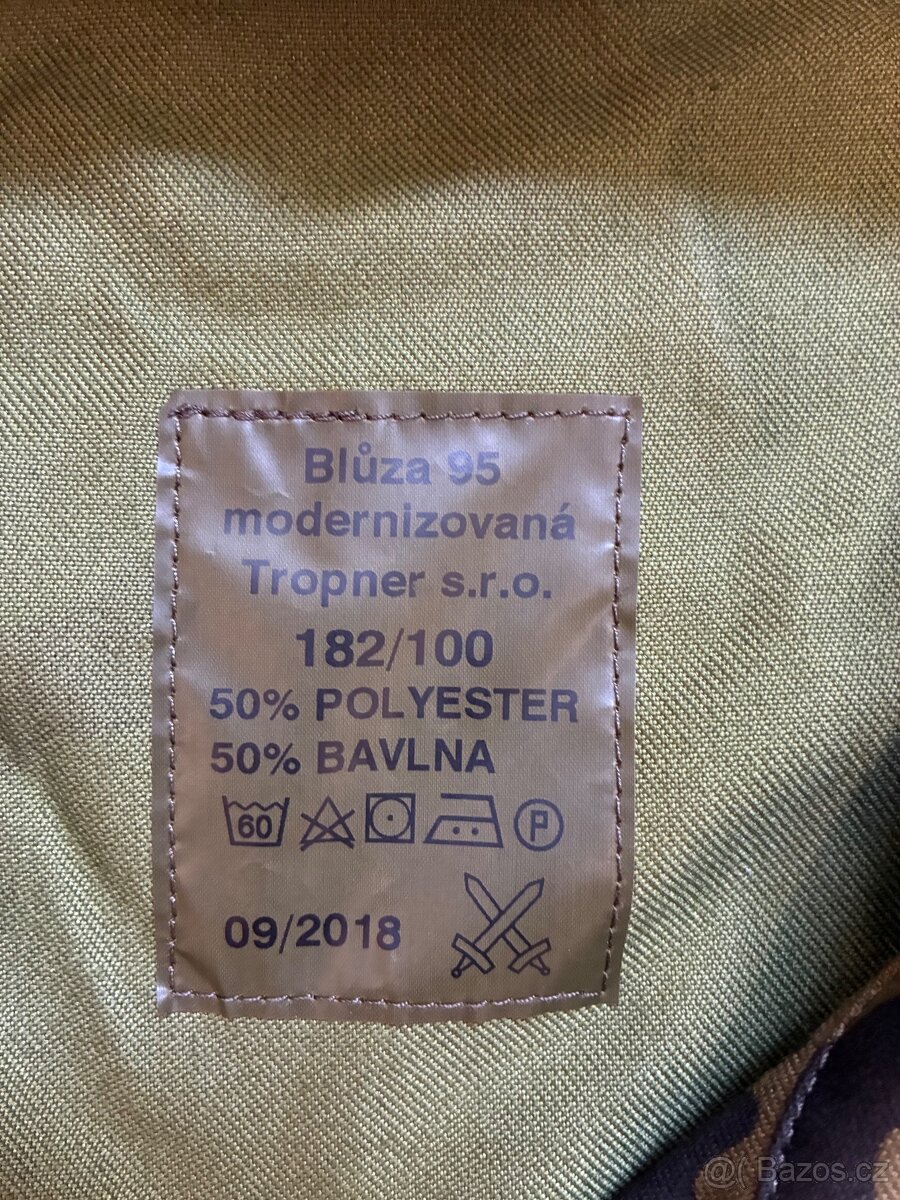 Blůza 95
modernizovaná
Tropner s.r.o.
182/100
50% POLYESTER
50% BAVLNA
60 P
09/2018
@( Bazos.cz